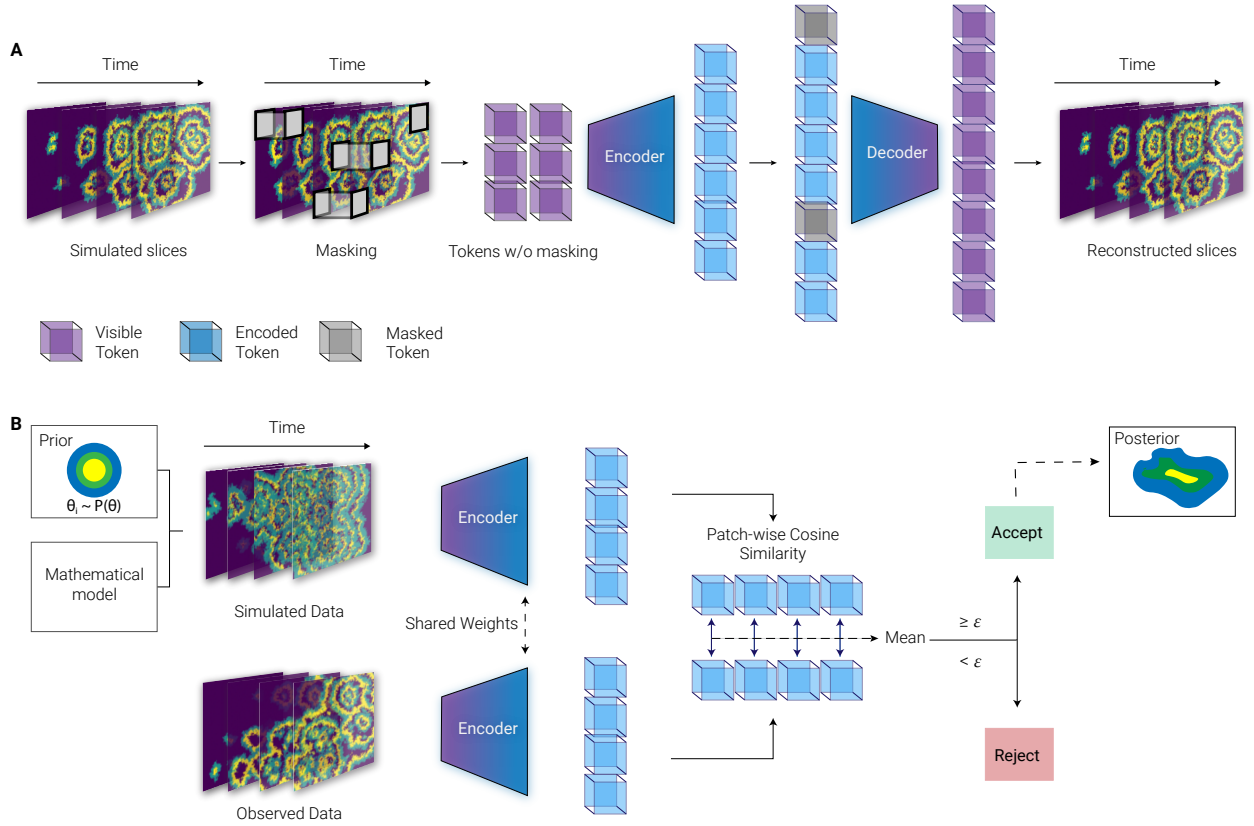 A
Time
Time
Time
Encoder
Decoder
Simulated slices
Masking
Tokens w/o masking
Reconstructed slices
Visible
Token
Encoded
Token
Masked
Token
B
Prior
θi ~ P(θ)
Mathematical
model
Time
Simulated Data
Encoder
Shared Weights
Encoder
Observed Data
Patch-wise Cosine
Similarity
Mean
≥ ε
< ε
Accept
Reject
Posterior